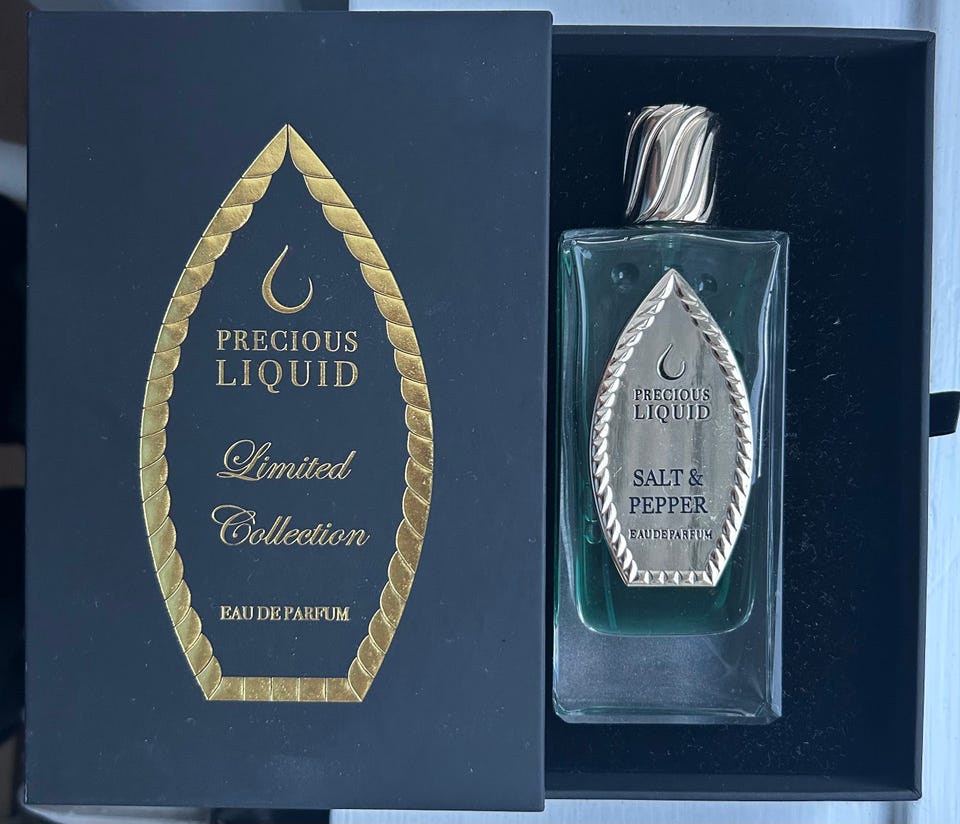 PRECIOUS
LIQUID
Limited
Collection
EAU DE PARFUM
PRECIOUS
LIQUID
SALT &
PEPPER
EAU DE PARFUM